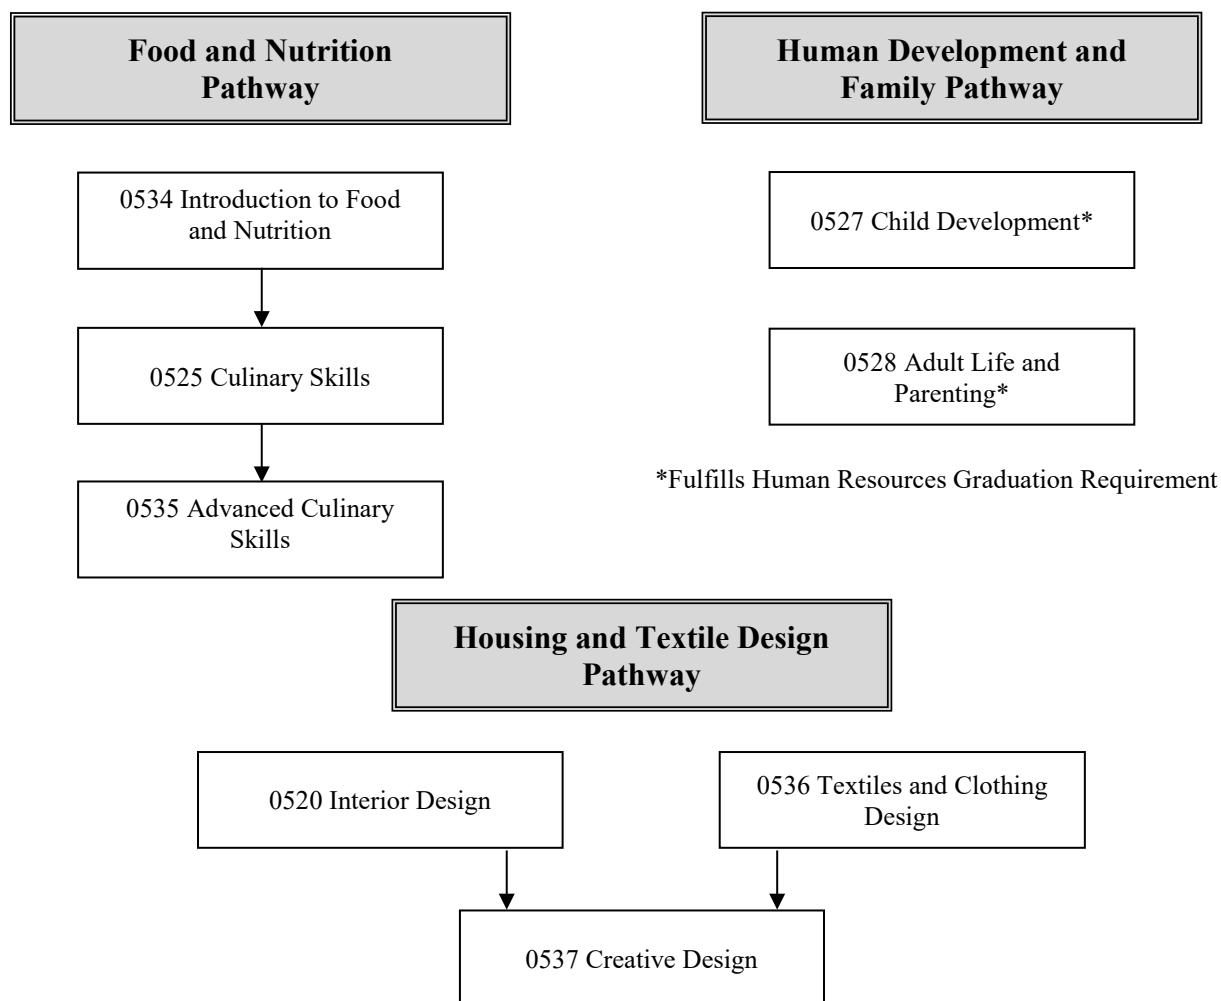 Food and Nutrition
Pathway
0534 Introduction to Food
and Nutrition
0525 Culinary Skills
0535 Advanced Culinary
Skills
Human Development and
Family Pathway
0527 Child Development*
0528 Adult Life and
Parenting*
*Fulfills Human Resources Graduation Requirement
Housing and Textile Design
Pathway
0520 Interior Design
0536 Textiles and Clothing
Design
0537 Creative Design